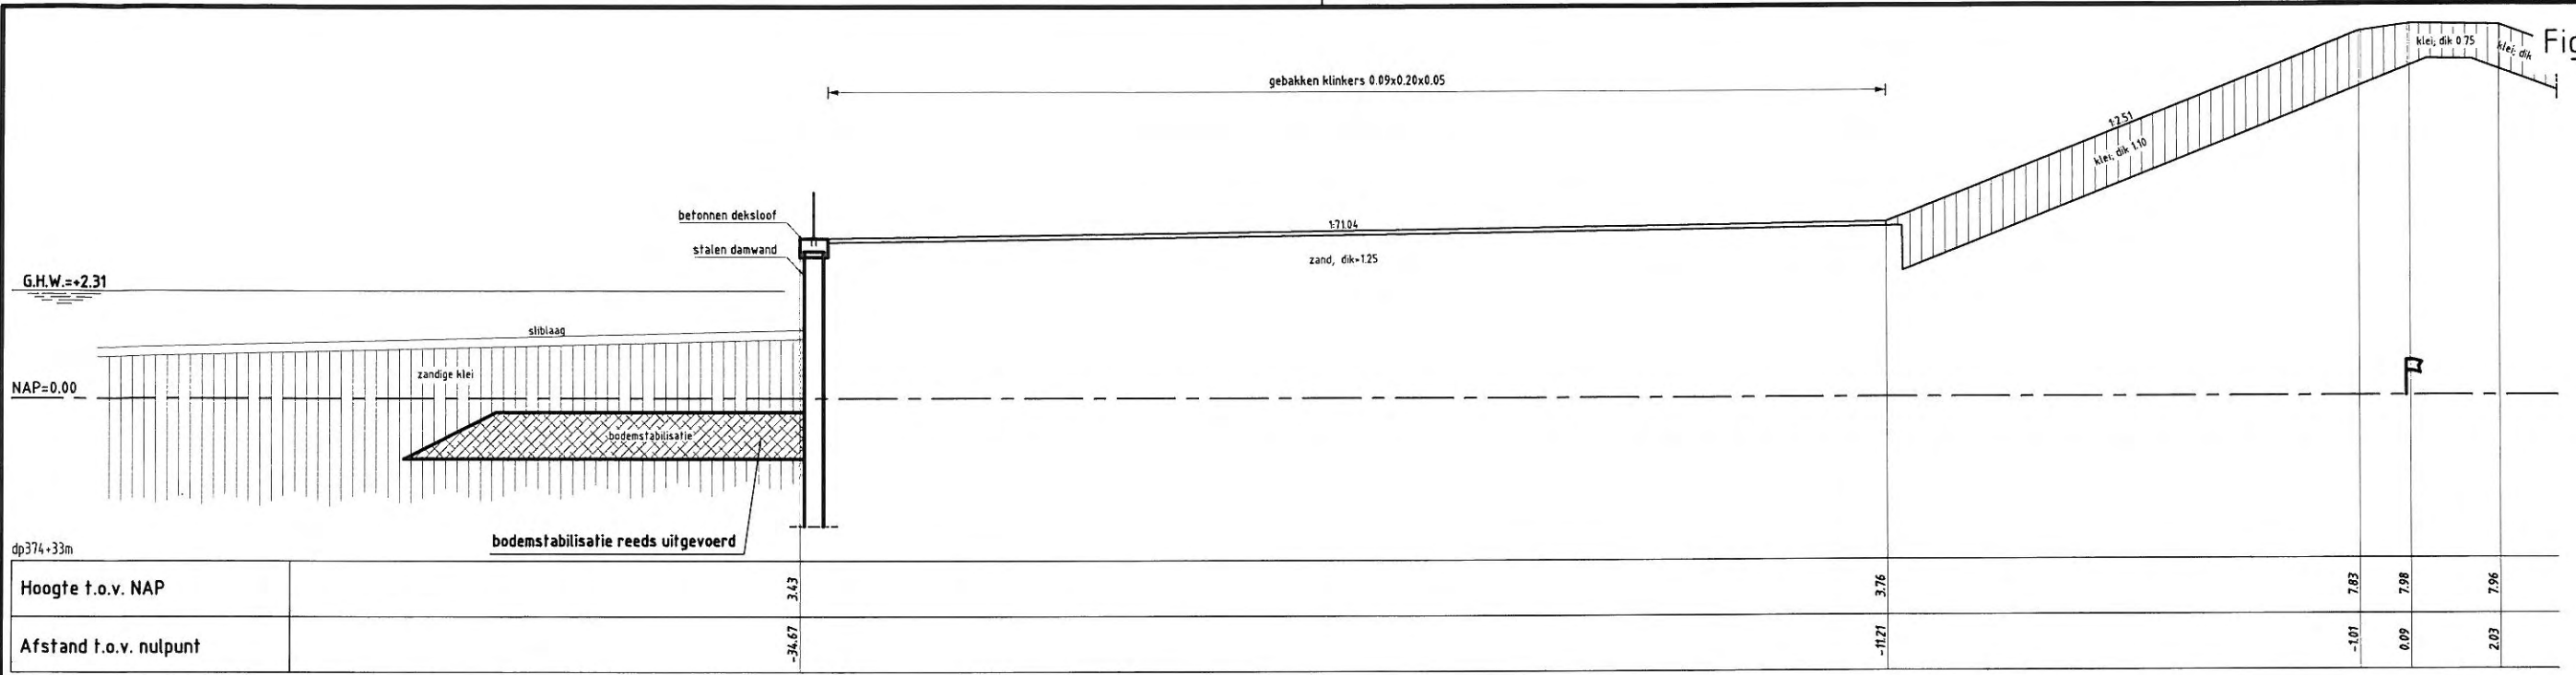 Fig
klei; dik 0.75
klei; dik
gebakken klinkers 0.09x0.20x0.05
1:2.51
klei; dik 1.10
betonnen deksloof
1:71.04
stalen damwand
zand, dik=1.25
G.H.W.=+2.31
sliblaag
zandige klei
NAP=0.00
bodemstabilisatie
bodemstabilisatie reeds uitgevoerd
dp374+33m
Hoogte t.o.v. NAP 3.43 3.76 7.83 7.98 7.96
Afstand t.o.v. nulpunt -34.67 -11.21 -1.01 0.09 2.03